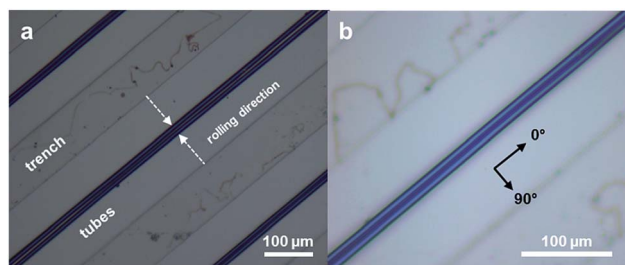 a
trench
rolling direction
tubes
100 µm
b
0°
90°
100 µm